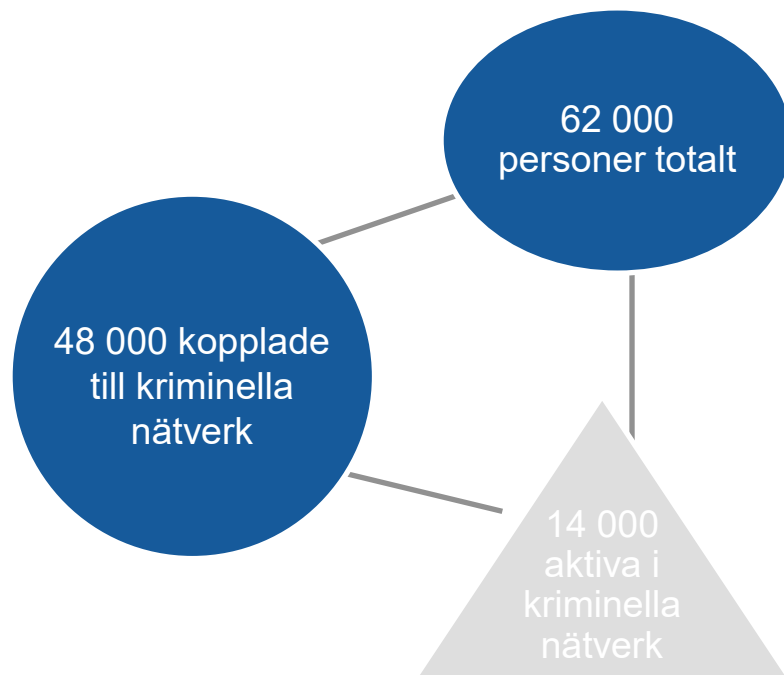 62 000
personer totalt
48 000 kopplade
till kriminella
nätverk
14 000
aktiva i
kriminella
nätverk